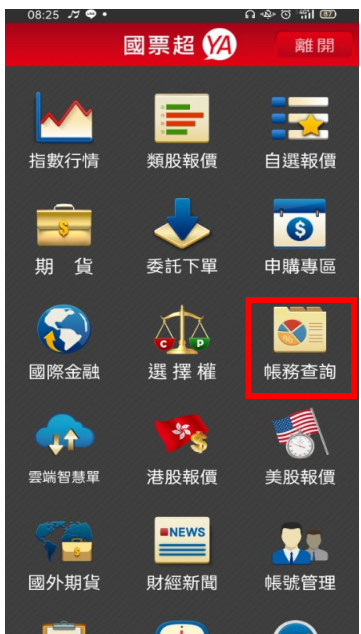 08:25
87
國票超 YA
離開
指數行情
類股報價
自選報價
$
$
期 貨
委託下單
申購專區
C P
%
國際金融
選擇權
帳務查詢
$
雲端智慧單
港股報價
美股報價
NEWS
國外期貨
財經新聞
帳號管理